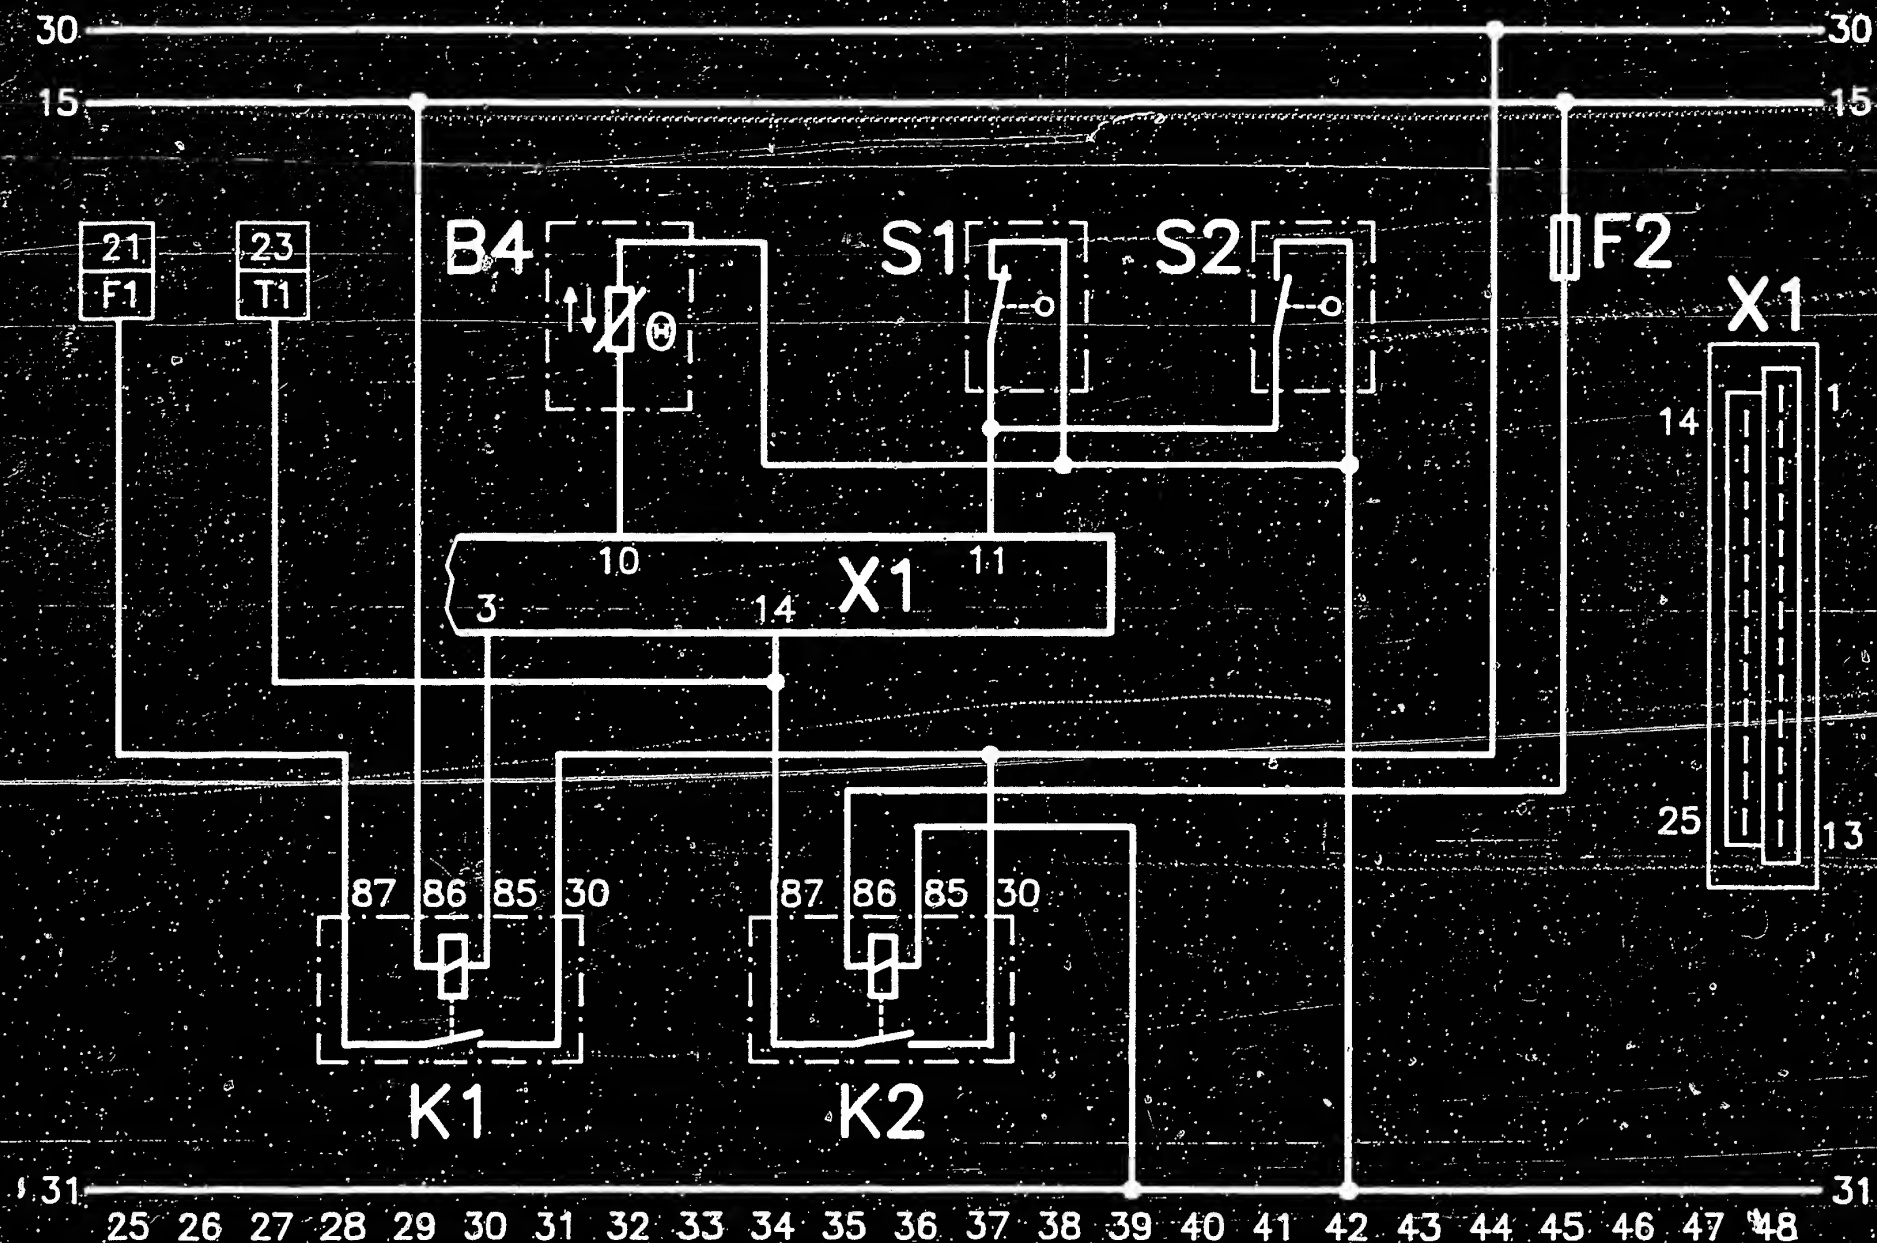 30 30
15 15
21 23 B4 S1 S2 F2
F1 T1
Θ
X1
14 1
10 X1 11
3 14
25 13
87 86 85 30 87 86 85 30
K1 K2
31 31
25 26 27 28 29 30 31 32 33 34 35 36 37 38 39 40 41 42 43 44 45 46 47 48